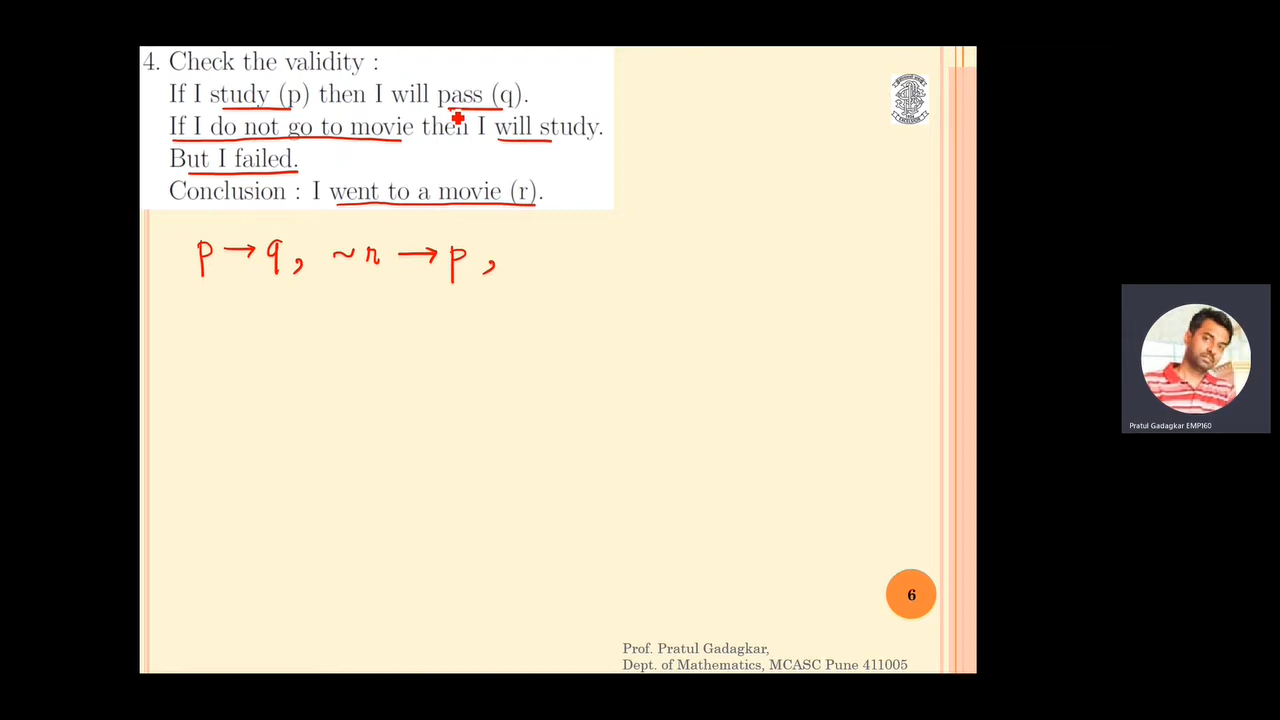 4. Check the validity :
If I study (p) then I will pass (q).
If I do not go to movie then I will study.
But I failed.
Conclusion : I went to a movie (r).
p → q, ~r → p,
Pratul Gadagkar EMP160
6
Prof. Pratul Gadagkar,
Dept. of Mathematics, MCASC Pune 411005